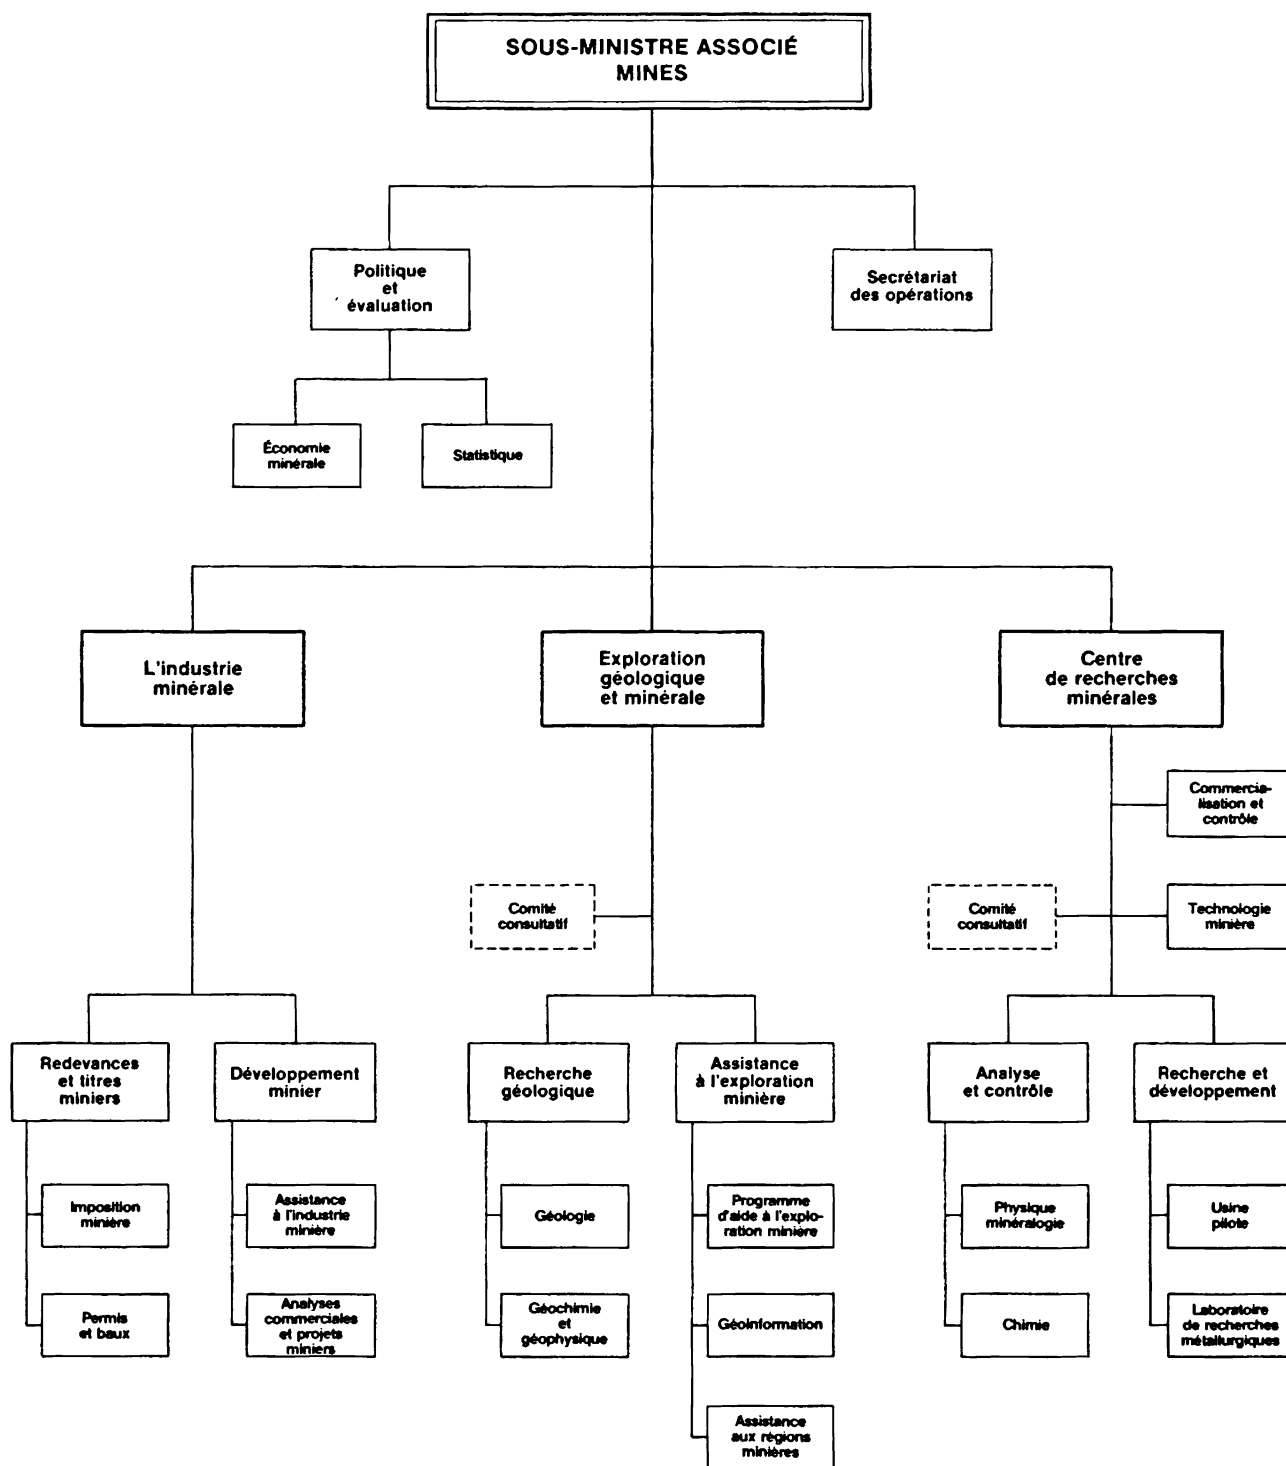 SOUS-MINISTRE ASSOCIÉ
MINES
Politique
et
évaluation
Secrétariat
des opérations
Économie
minérale
Statistique
L'industrie
minérale
Exploration
géologique
et minérale
Centre
de recherches
minérales
Commercia-
lisation et
contrôle
Comité
consultatif
Comité
consultatif
Technologie
minière
Redevances
et titres
miniers
Développement
minier
Recherche
géologique
Assistance
à l'exploration
minière
Analyse
et contrôle
Recherche et
développement
Imposition
minière
Assistance
à l'industrie
minière
Géologie
Programme
d'aide à l'explo-
ration minière
Physique
minéralogie
Usine
pilote
Permis
et baux
Analyses
commerciales
et projets
miniers
Géochimie
et
géophysique
Géoinformation
Chimie
Laboratoire
de recherches
métallurgiques
Assistance
aux régions
minières